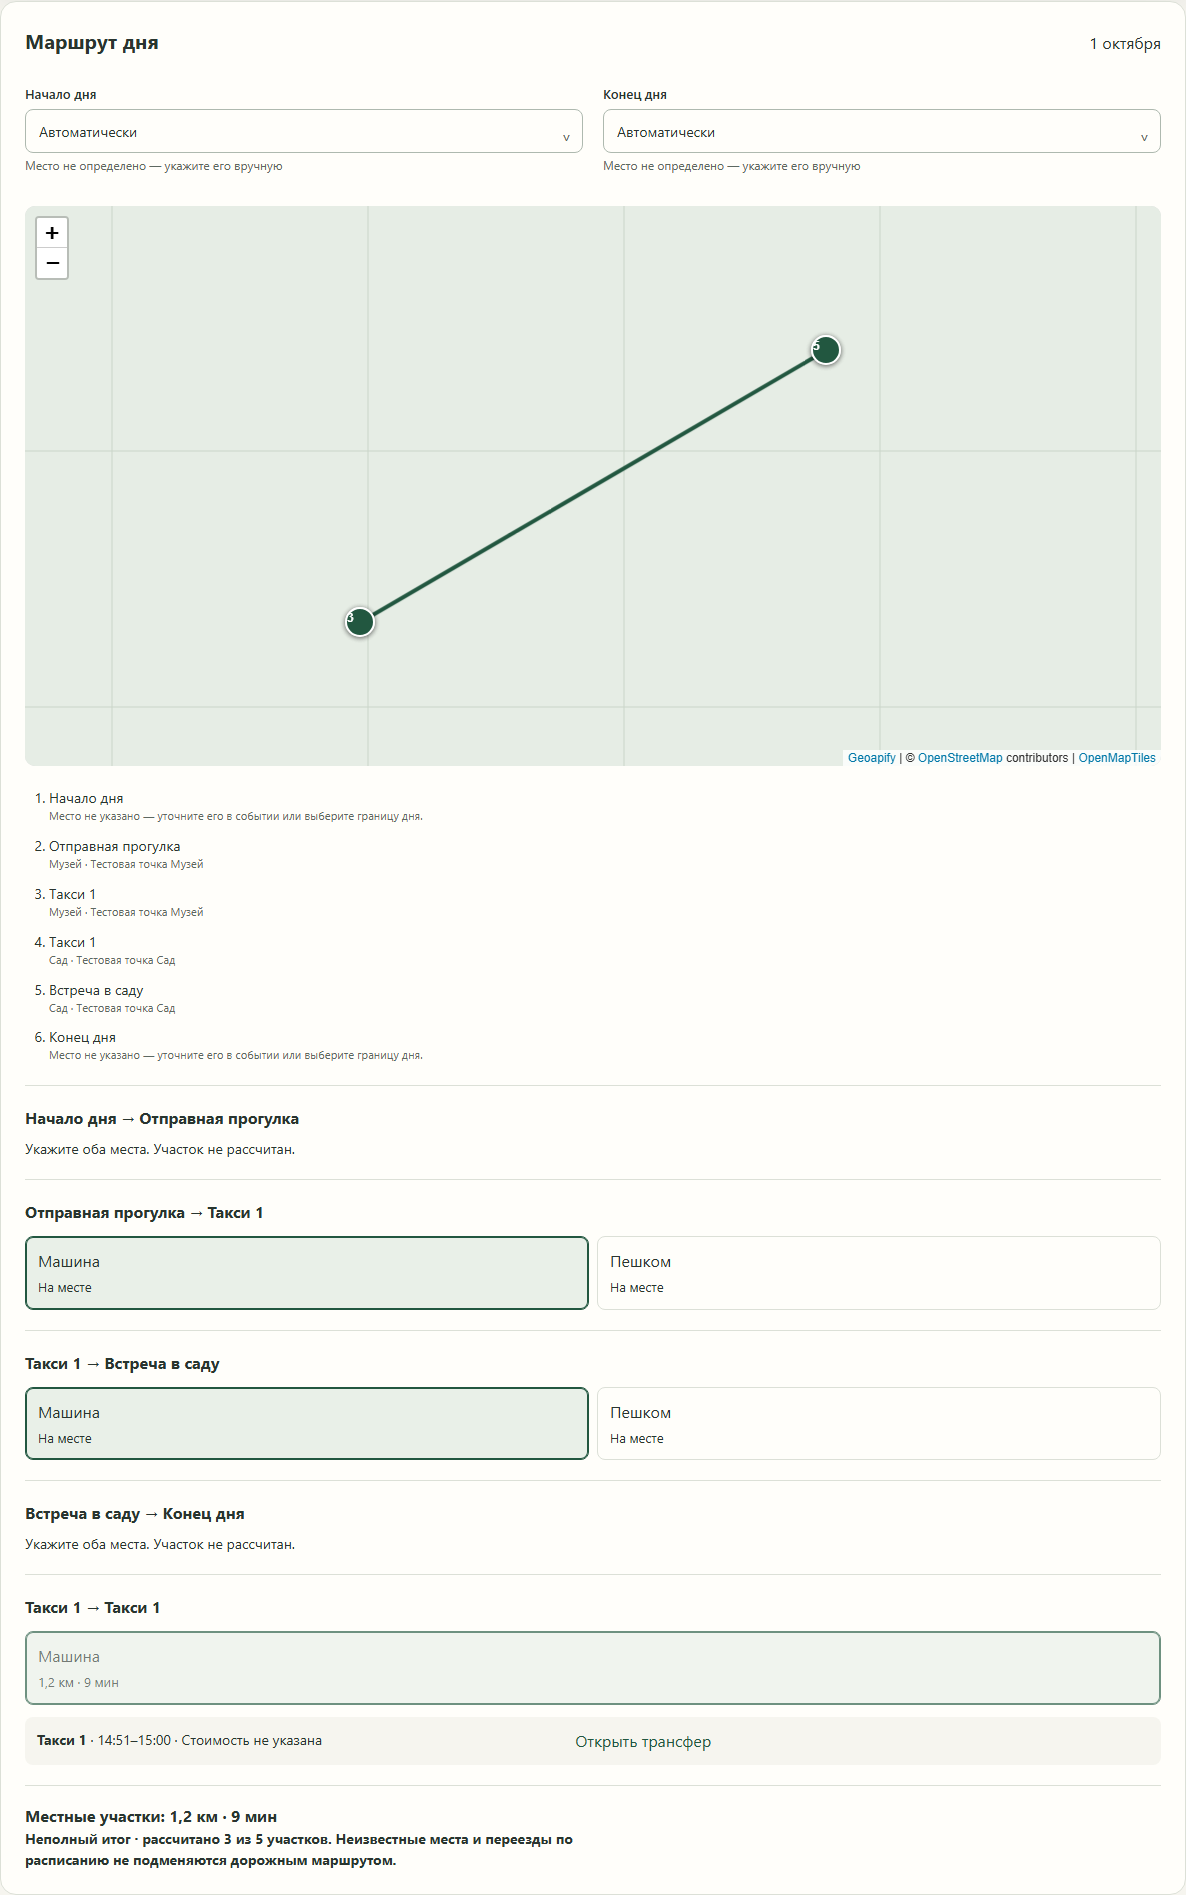 Маршрут дня
1 октября
Начало дня
Конец дня
Автоматически
Автоматически
Место не определено — укажите его вручную
Место не определено — укажите его вручную
+
−
5
3
Geoapify | © OpenStreetMap contributors | OpenMapTiles
1. Начало дня
Место не указано — уточните его в событии или выберите границу дня.
2. Отправная прогулка
Музей · Тестовая точка Музей
3. Такси 1
Музей · Тестовая точка Музей
4. Такси 1
Сад · Тестовая точка Сад
5. Встреча в саду
Сад · Тестовая точка Сад
6. Конец дня
Место не указано — уточните его в событии или выберите границу дня.
Начало дня → Отправная прогулка
Укажите оба места. Участок не рассчитан.
Отправная прогулка → Такси 1
Машина
Пешком
На месте
На месте
Такси 1 → Встреча в саду
Машина
Пешком
На месте
На месте
Встреча в саду → Конец дня
Укажите оба места. Участок не рассчитан.
Такси 1 → Такси 1
Машина
1,2 км · 9 мин
Такси 1 · 14:51–15:00 · Стоимость не указана
Открыть трансфер
Местные участки: 1,2 км · 9 мин
Неполный итог · рассчитано 3 из 5 участков. Неизвестные места и переезды по
расписанию не подменяются дорожным маршрутом.